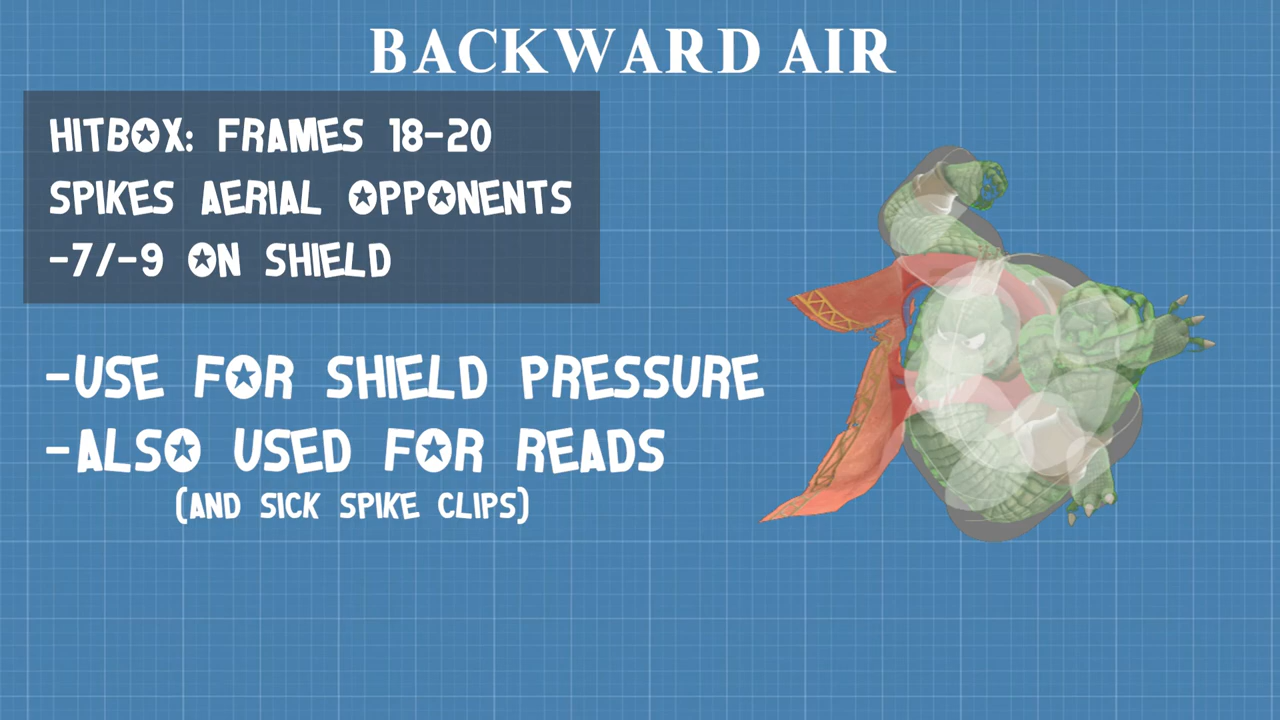 BACKWARD AIR
HITBOX: FRAMES 18-20
SPIKES AERIAL OPPONENTS
-7/-9 ON SHIELD
-USE FOR SHIELD PRESSURE
-ALSO USED FOR READS
(AND SICK SPIKE CLIPS)